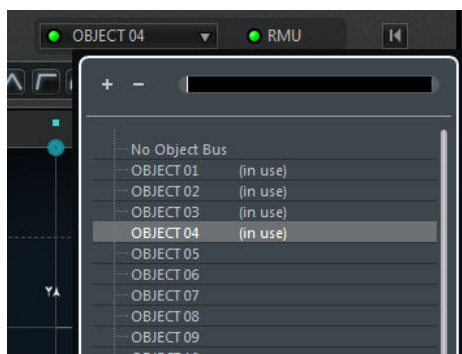 OBJECT 04 RMU
No Object Bus
OBJECT 01 (in use)
OBJECT 02 (in use)
OBJECT 03 (in use)
OBJECT 04 (in use)
OBJECT 05
OBJECT 06
OBJECT 07
OBJECT 08
OBJECT 09